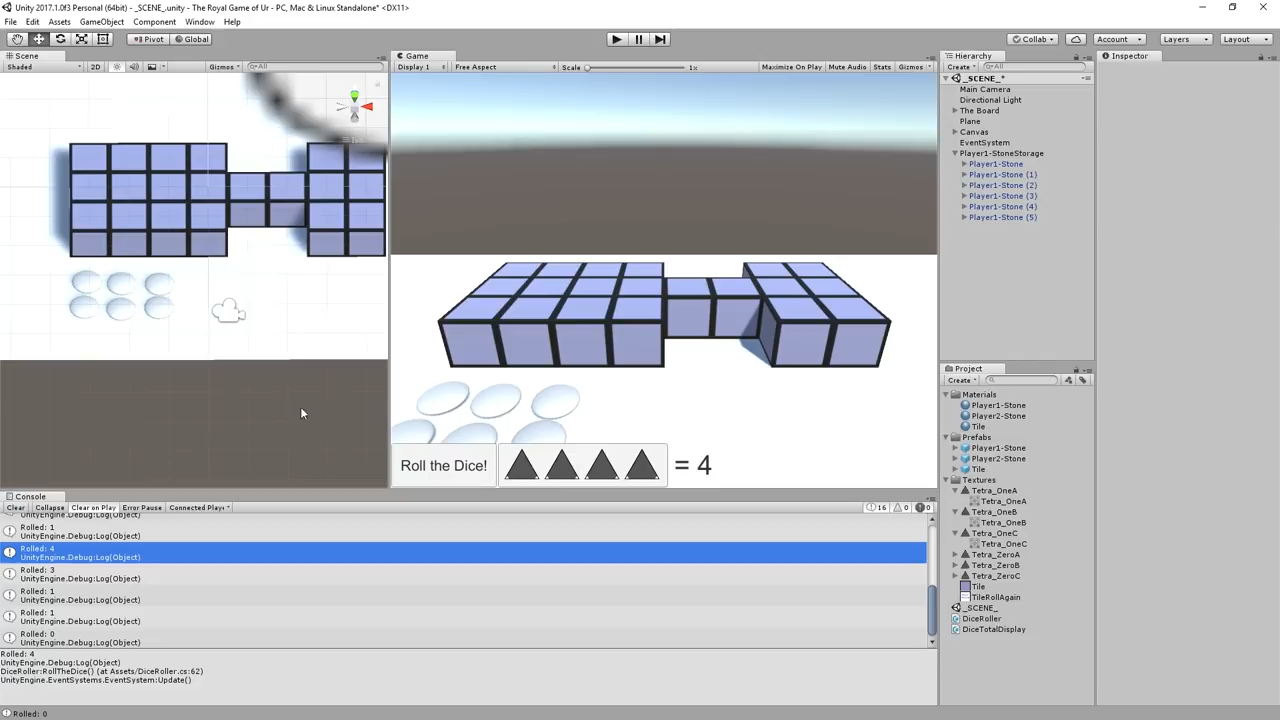 Unity 2017.1.0f3 Personal (64bit) - _SCENE_.unity - The Royal Game of Ur - PC, Mac & Linux Standalone* <DX11>
File Edit Assets GameObject Component Window Help
Pivot Global Collab Account Layers Layout
Scene
Shaded 2D Gizmos All
Game
Display 1 Free Aspect Scale 1x Maximize On Play Mute Audio Stats Gizmos
Roll the Dice! = 4
Hierarchy
Create All
_SCENE_*
Main Camera
Directional Light
The Board
Plane
Canvas
EventSystem
Player1-StoneStorage
Player1-Stone
Player1-Stone (1)
Player1-Stone (2)
Player1-Stone (3)
Player1-Stone (4)
Player1-Stone (5)
Inspector
Project
Create
Materials
Player1-Stone
Player2-Stone
Tile
Prefabs
Player1-Stone
Player2-Stone
Tile
Textures
Tetra_OneA
Tetra_OneA
Tetra_OneB
Tetra_OneB
Tetra_OneC
Tetra_OneC
Tetra_ZeroA
Tetra_ZeroB
Tetra_ZeroC
Tile
TileRollAgain
_SCENE_
DiceRoller
DiceTotalDisplay
Console
Clear Collapse Clear on Play Error Pause Connected Player 16 0 0
UnityEngine.Debug:Log(Object)
Rolled: 1
UnityEngine.Debug:Log(Object)
Rolled: 4
UnityEngine.Debug:Log(Object)
Rolled: 3
UnityEngine.Debug:Log(Object)
Rolled: 1
UnityEngine.Debug:Log(Object)
Rolled: 1
UnityEngine.Debug:Log(Object)
Rolled: 0
UnityEngine.Debug:Log(Object)
Rolled: 4
UnityEngine.Debug:Log(Object)
DiceRoller:RollTheDice() (at Assets/DiceRoller.cs:62)
UnityEngine.EventSystems.EventSystem:Update()
Rolled: 0